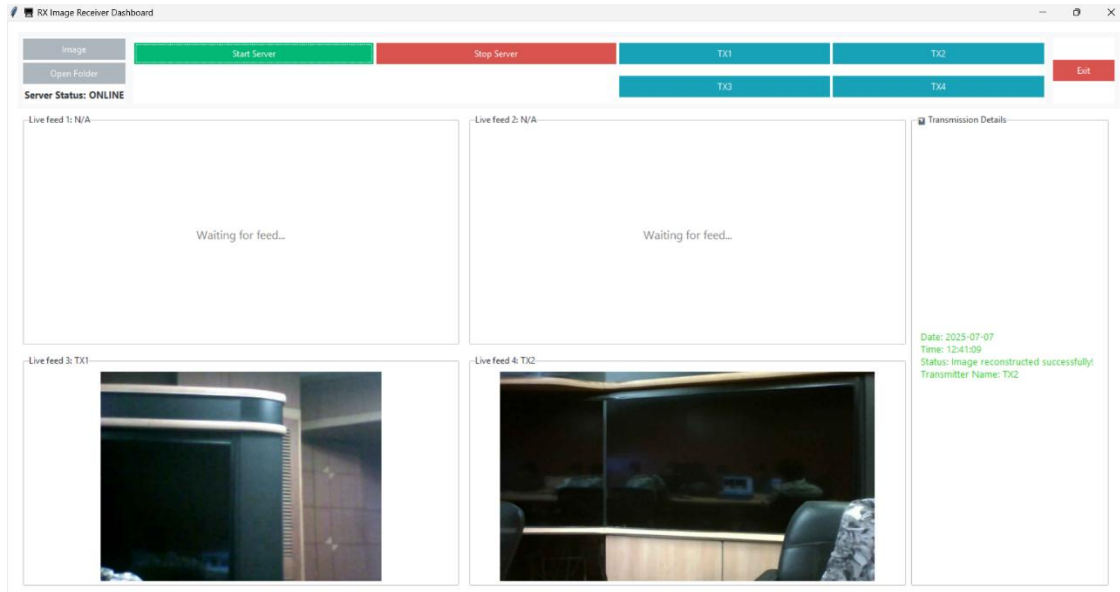 RX Image Receiver Dashboard
Image
Open Folder
Server Status: ONLINE
Start Server
Stop Server
TX1
TX2
TX3
TX4
Exit
Live feed 1: N/A
Waiting for feed...
Live feed 2: N/A
Waiting for feed...
Transmission Details
Date: 2025-07-07
Time: 12:41:09
Status: Image reconstructed successfully!
Transmitter Name: TX2
Live feed 3: TX1
Live feed 4: TX2